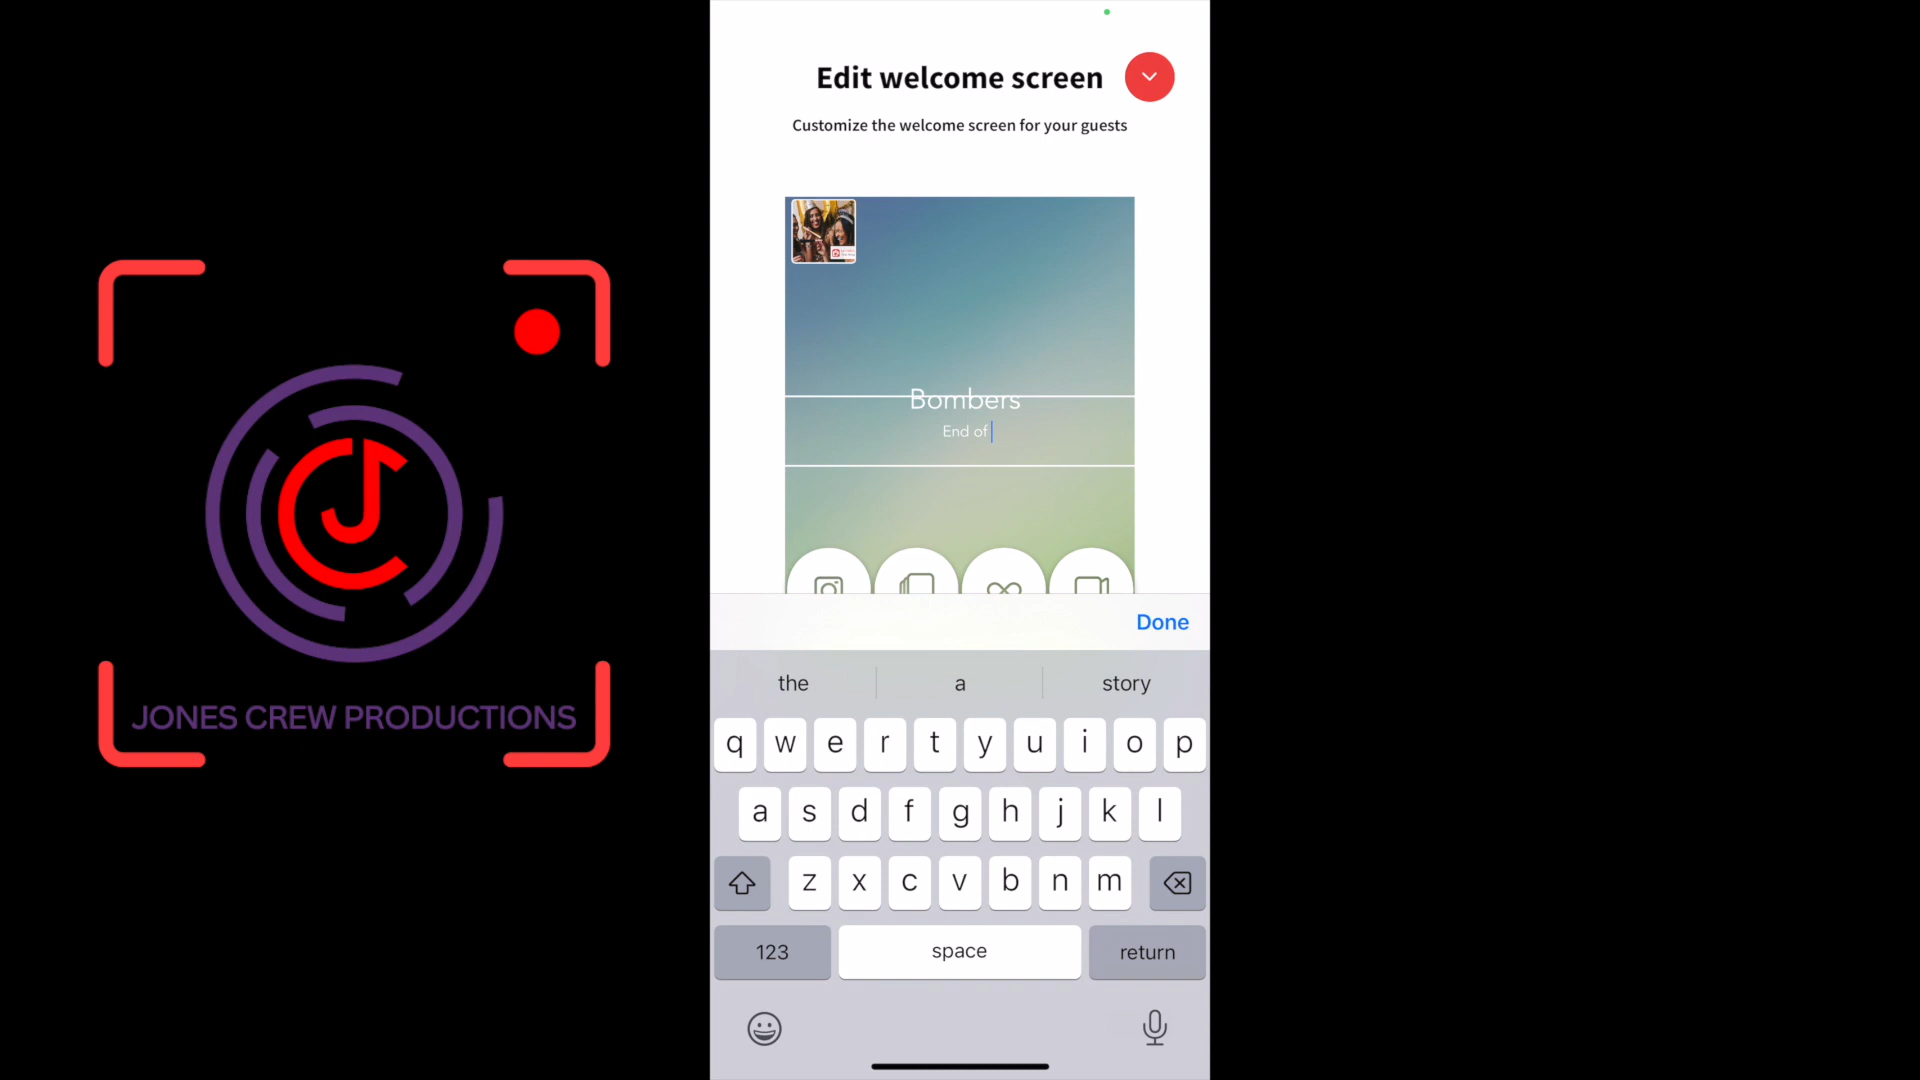 JONES CREW PRODUCTIONS
Edit welcome screen
Customize the welcome screen for your guests
Bombers
End of
Done
the a story
q w e r t y u i o p
a s d f g h j k l
z x c v b n m
123 space return